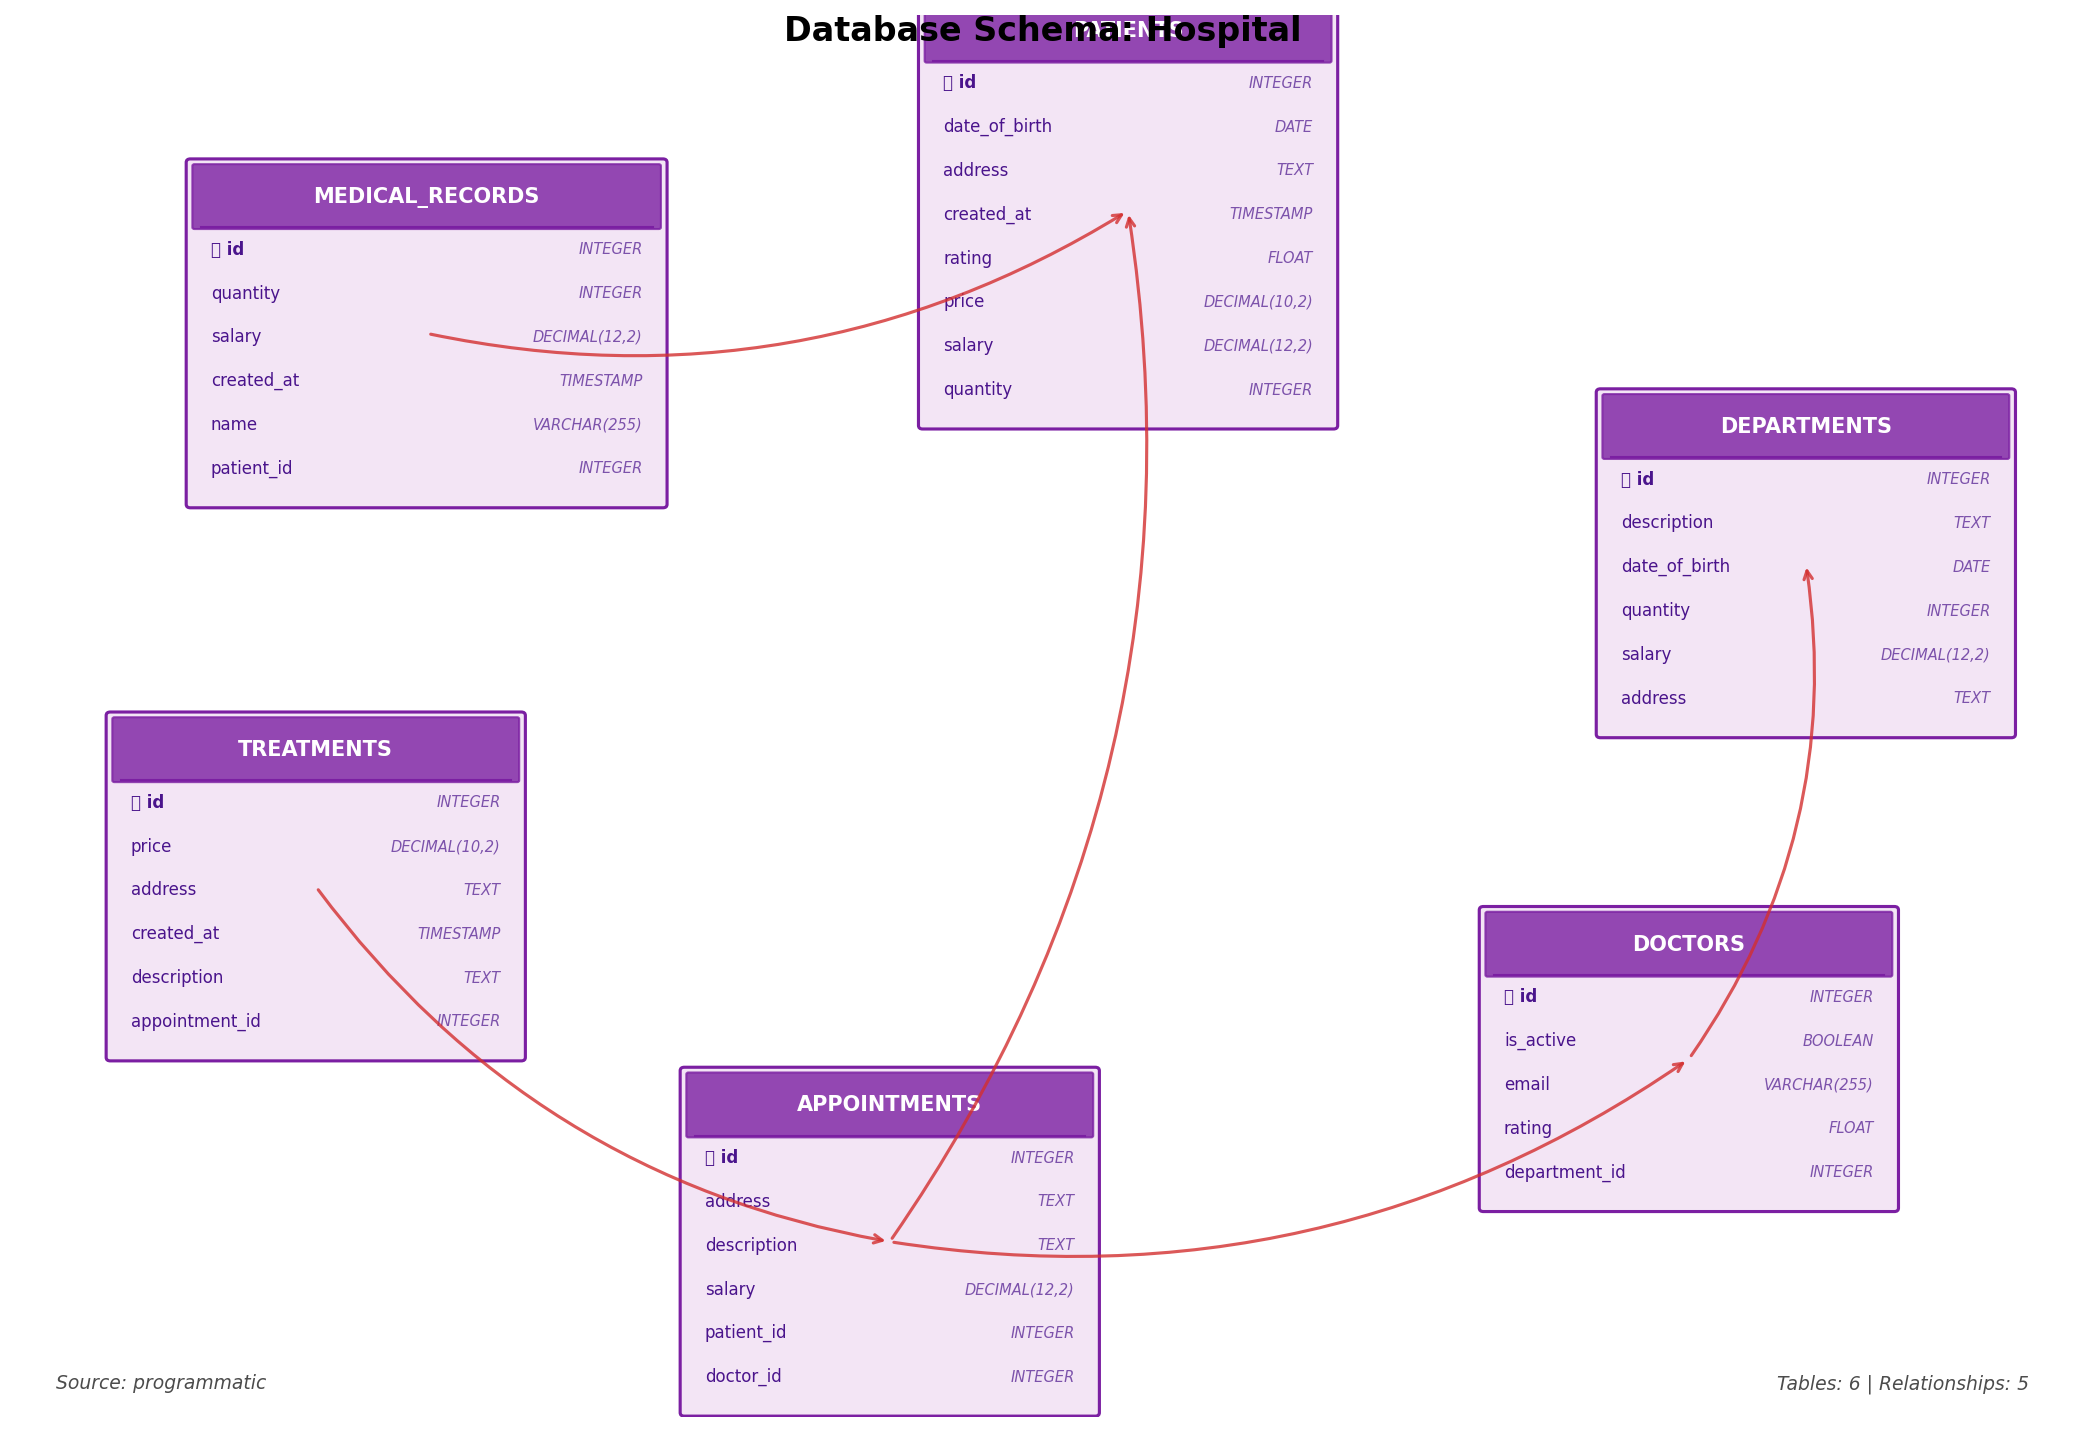 Database Schema: Hospital
PATIENTS
id INTEGER
date_of_birth DATE
address TEXT
created_at TIMESTAMP
rating FLOAT
price DECIMAL(10,2)
salary DECIMAL(12,2)
quantity INTEGER
MEDICAL_RECORDS
id INTEGER
quantity INTEGER
salary DECIMAL(12,2)
created_at TIMESTAMP
name VARCHAR(255)
patient_id INTEGER
DEPARTMENTS
id INTEGER
description TEXT
date_of_birth DATE
quantity INTEGER
salary DECIMAL(12,2)
address TEXT
TREATMENTS
id INTEGER
price DECIMAL(10,2)
address TEXT
created_at TIMESTAMP
description TEXT
appointment_id INTEGER
DOCTORS
id INTEGER
is_active BOOLEAN
email VARCHAR(255)
rating FLOAT
department_id INTEGER
APPOINTMENTS
id INTEGER
address TEXT
description TEXT
salary DECIMAL(12,2)
patient_id INTEGER
doctor_id INTEGER
Source: programmatic
Tables: 6 | Relationships: 5